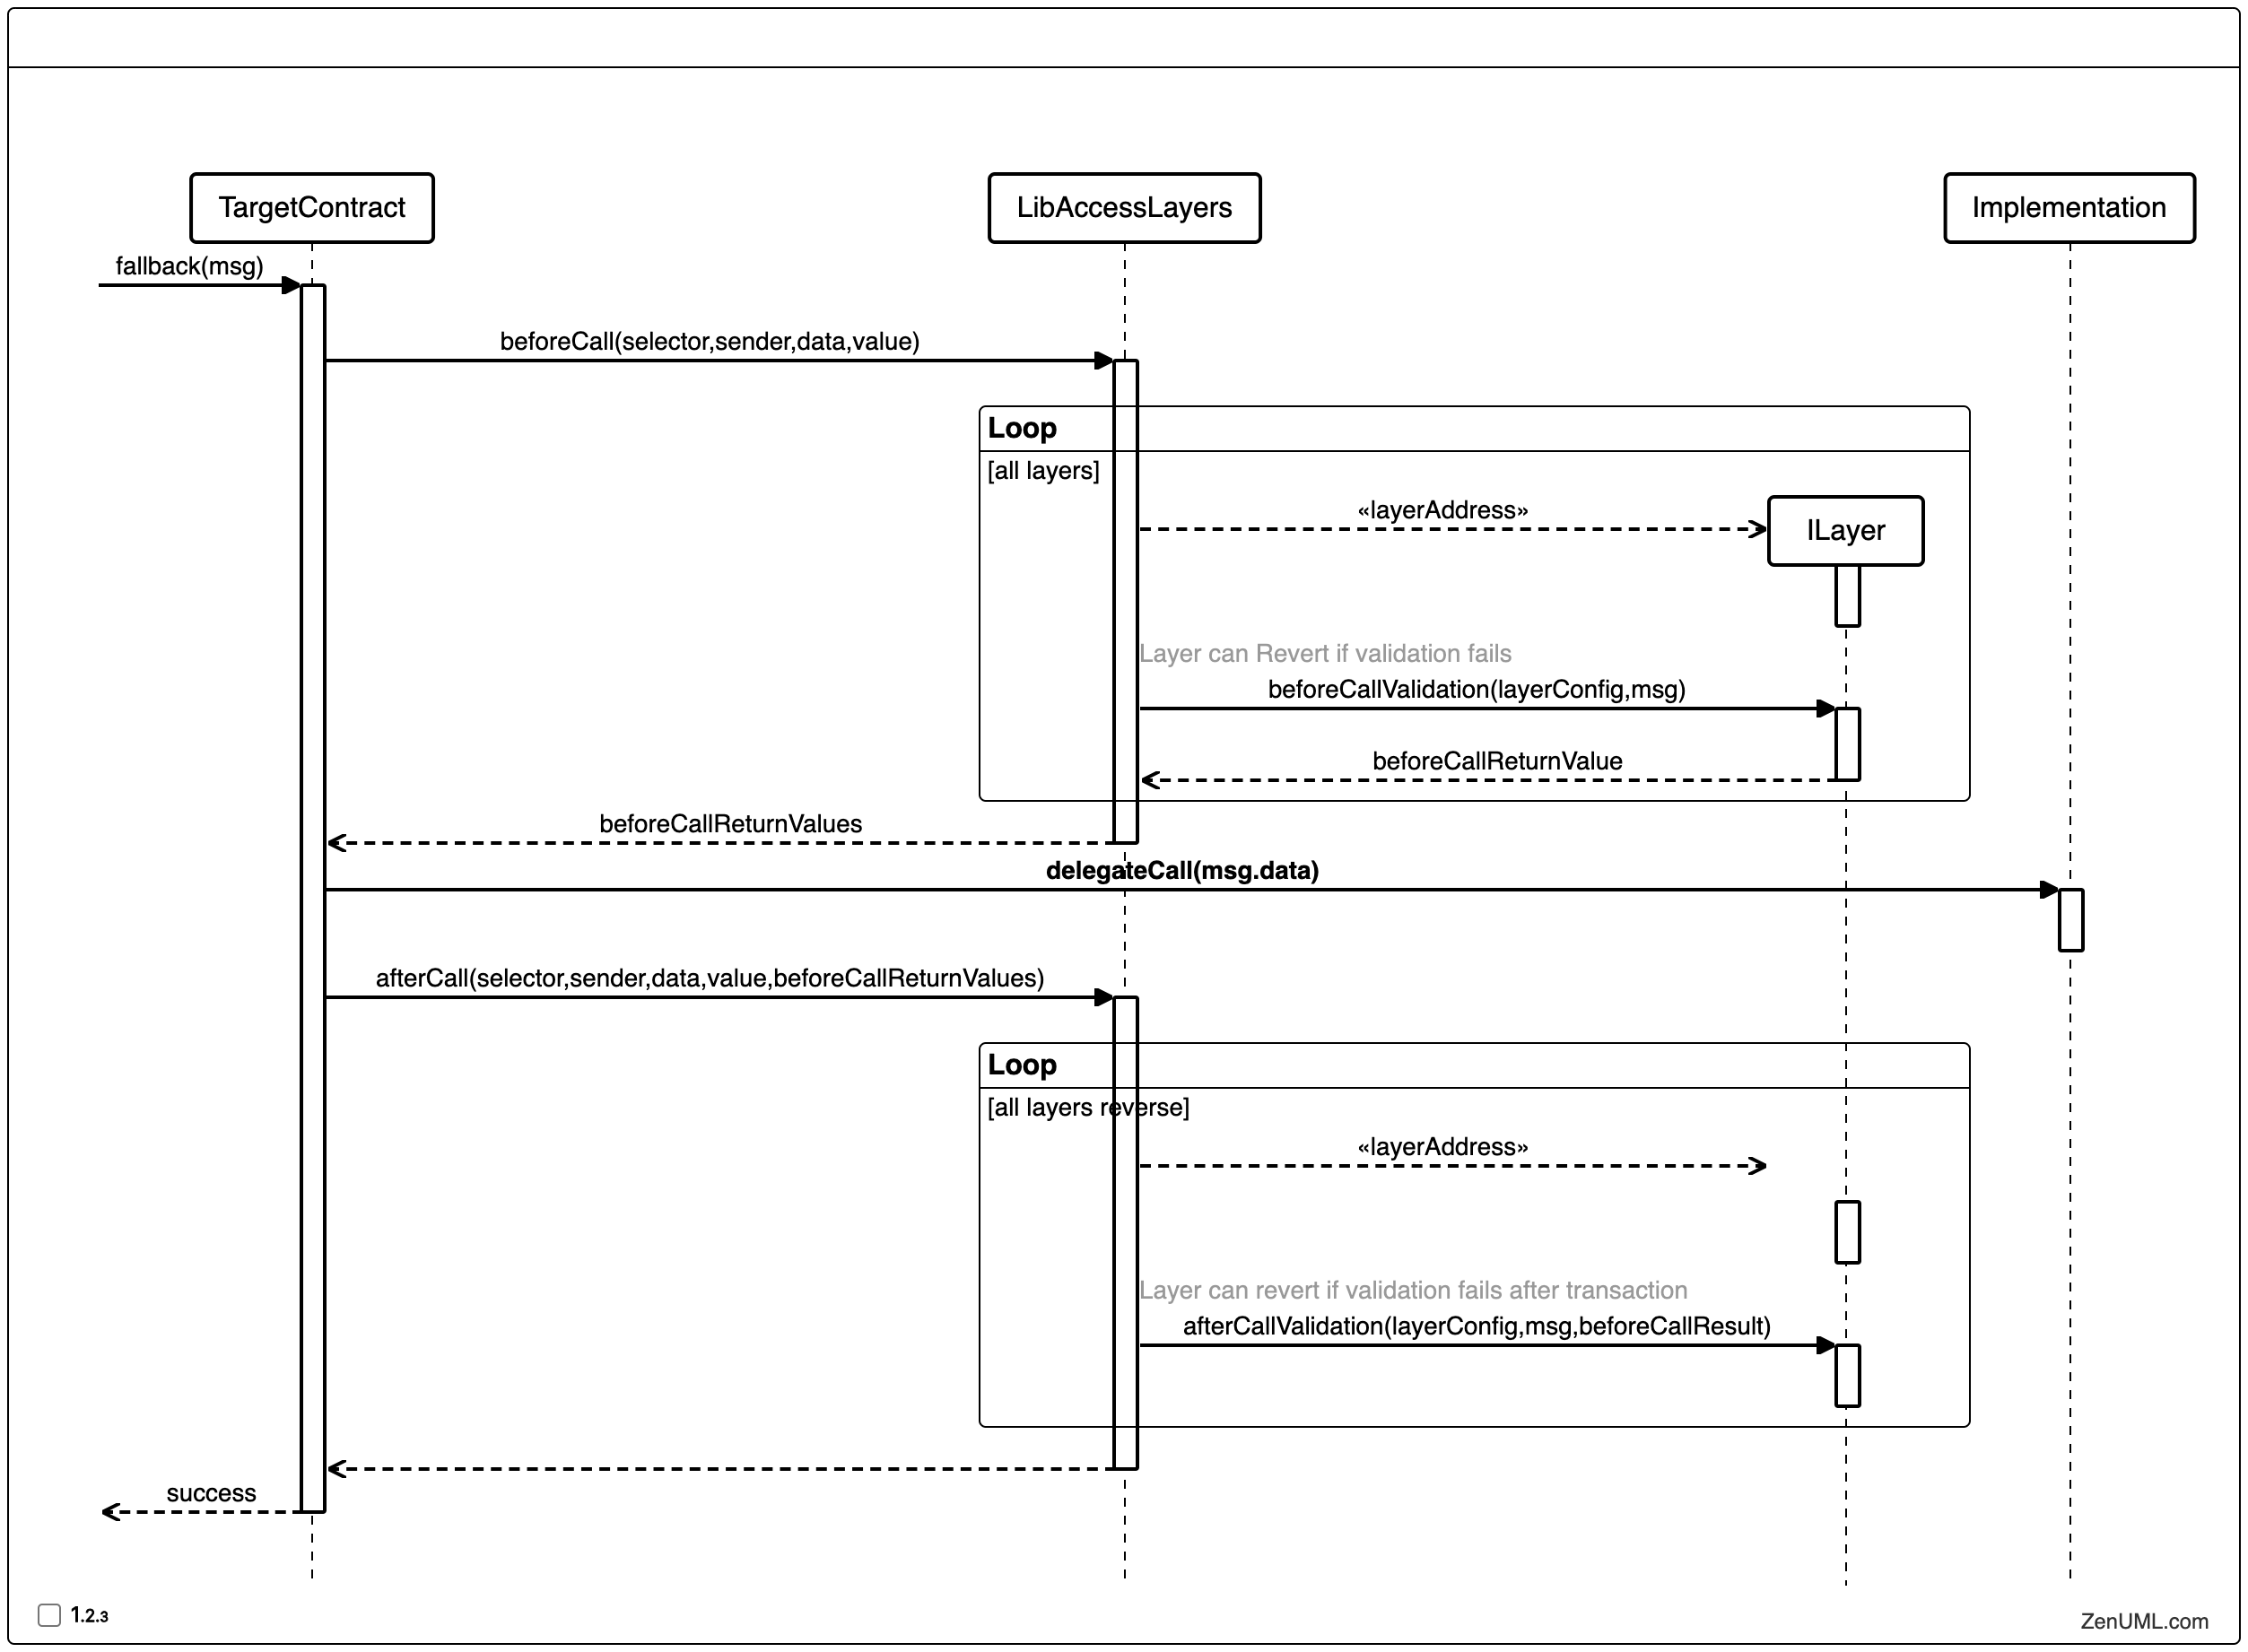 TargetContract
LibAccessLayers
Implementation
fallback(msg)
beforeCall(selector,sender,data,value)
Loop
[all layers]
«layerAddress»
ILayer
Layer can Revert if validation fails
beforeCallValidation(layerConfig,msg)
beforeCallReturnValue
beforeCallReturnValues
delegateCall(msg.data)
afterCall(selector,sender,data,value,beforeCallReturnValues)
Loop
[all layers reverse]
«layerAddress»
Layer can revert if validation fails after transaction
afterCallValidation(layerConfig,msg,beforeCallResult)
success
1.2.3
ZenUML.com